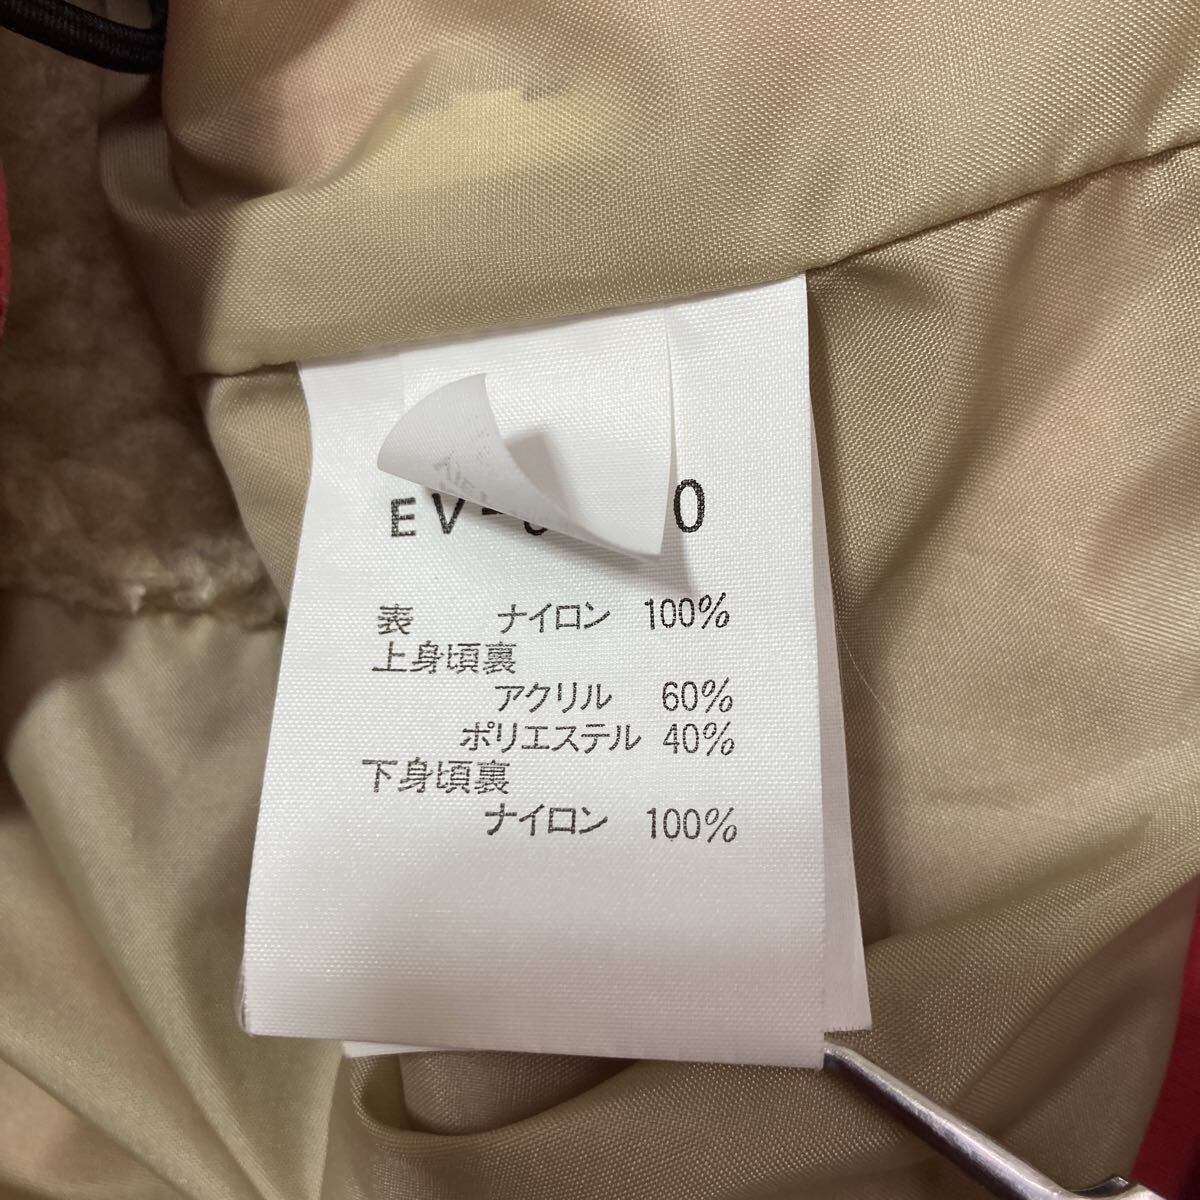 表 ナイロン 100%
上身頃裏
アクリル 60%
ポリエステル 40%
下身頃裏
ナイロン 100%